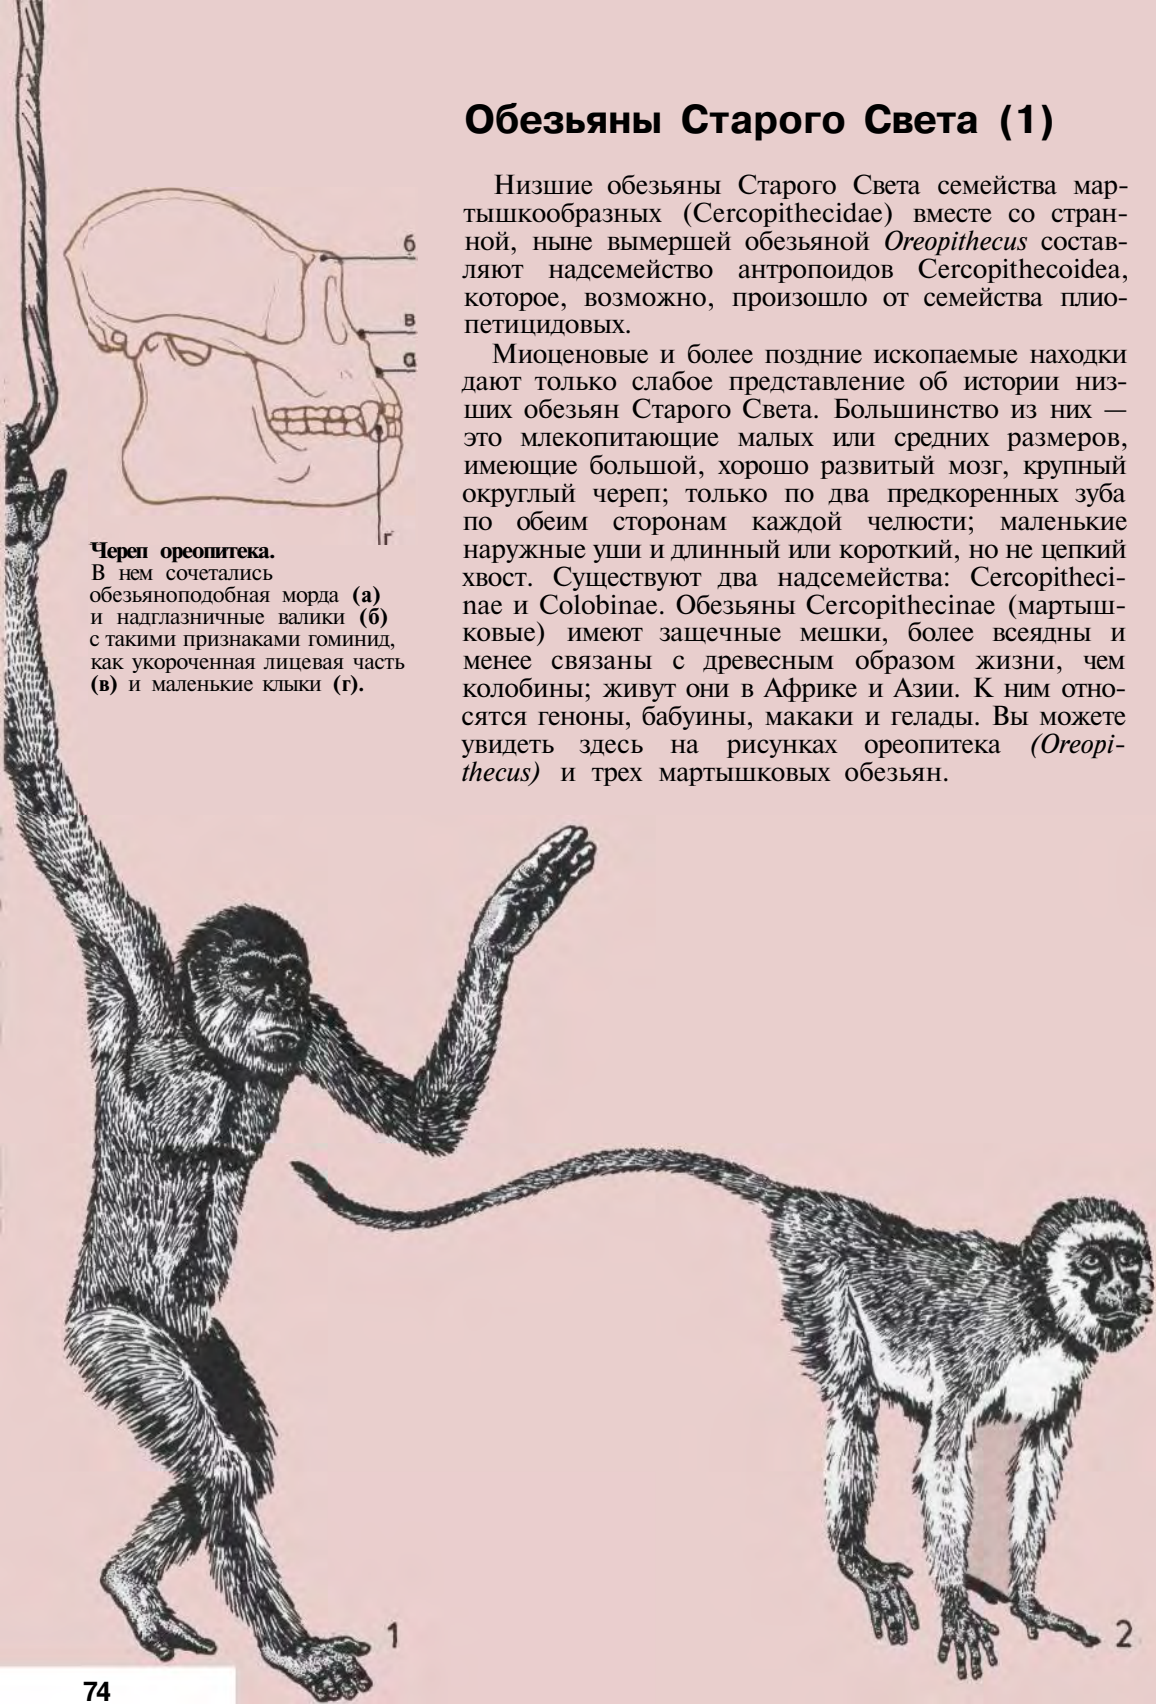 Обезьяны Старого Света (1)
Низшие обезьяны Старого Света семейства мар-
тышкообразных (Cercopithecidae) вместе со стран-
ной, ныне вымершей обезьяной Oreopithecus состав-
ляют надсемейство антропоидов Cercopithecoidea,
которое, возможно, произошло от семейства плио-
петицидовых.
Миоценовые и более поздние ископаемые находки
дают только слабое представление об истории низ-
ших обезьян Старого Света. Большинство из них —
это млекопитающие малых или средних размеров,
имеющие большой, хорошо развитый мозг, крупный
округлый череп; только по два предкоренных зуба
по обеим сторонам каждой челюсти; маленькие
наружные уши и длинный или короткий, но не цепкий
хвост. Существуют два надсемейства: Cercopitheci-
nae и Colobinae. Обезьяны Cercopithecinae (мартыш-
ковые) имеют защечные мешки, более всеядны и
менее связаны с древесным образом жизни, чем
колобины; живут они в Африке и Азии. К ним отно-
сятся геноны, бабуины, макаки и гелады. Вы можете
увидеть здесь на рисунках ореопитека (Oreopi-
thecus) и трех мартышковых обезьян.
б
в
а
г
Череп ореопитека.
В нем сочетались
обезьяноподобная морда (а)
и надглазничные валики (б)
с такими признаками гоминид,
как укороченная лицевая часть
(в) и маленькие клыки (г).
1
2
74